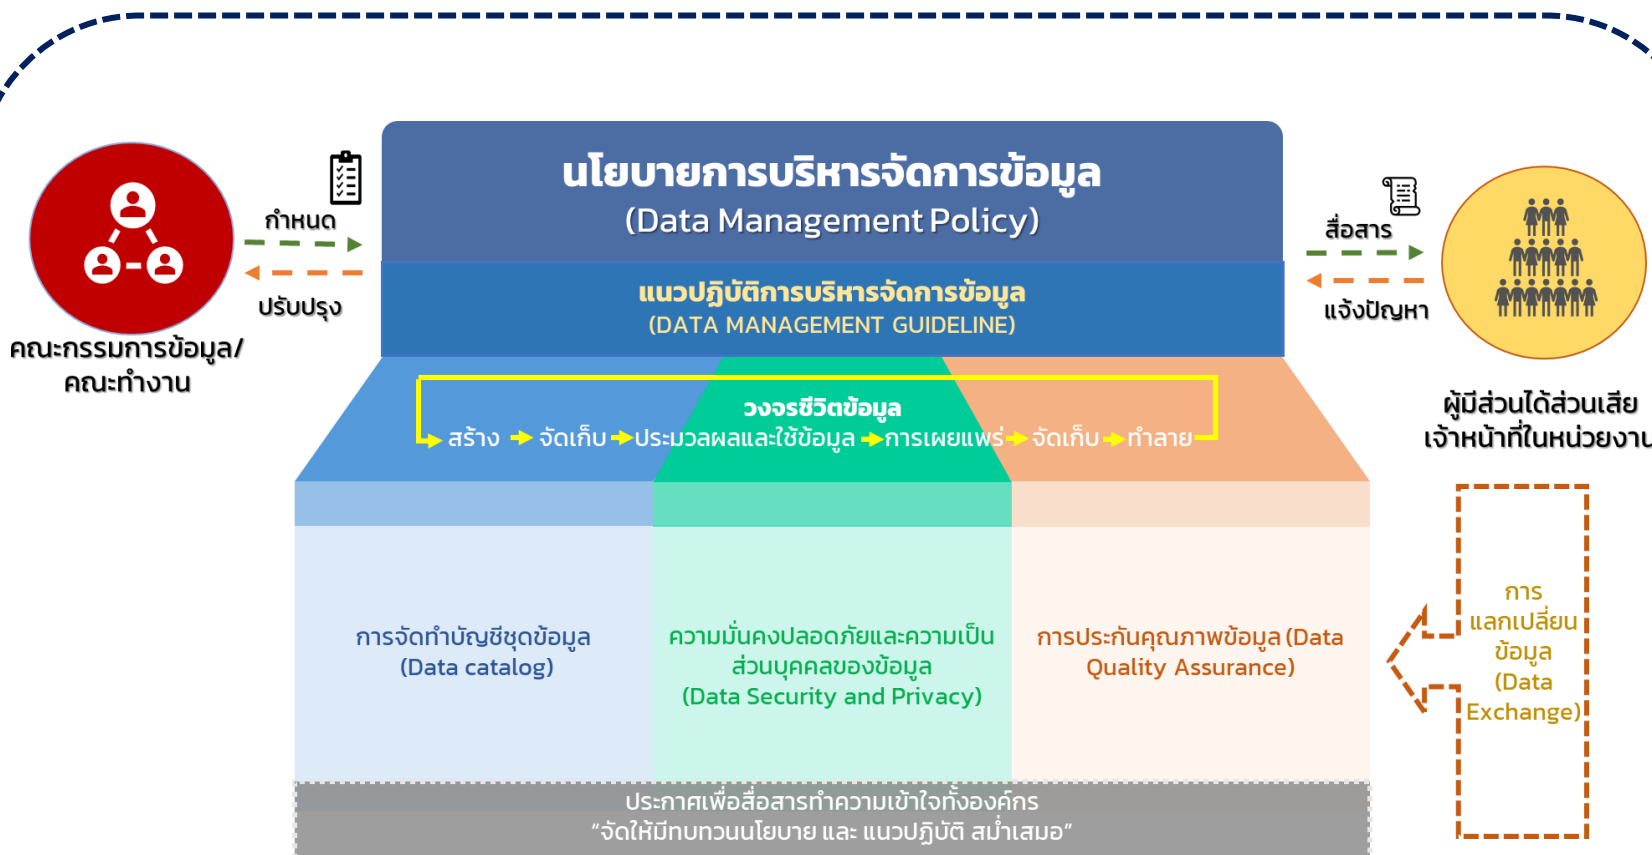 นโยบายการบริหารจัดการข้อมูล
(Data Management Policy)
กำหนด
ปรับปรุง
คณะกรรมการข้อมูล/
คณะทำงาน
แนวปฏิบัติการบริหารจัดการข้อมูล
(DATA MANAGEMENT GUIDELINE)
สื่อสาร
แจ้งปัญหา
ผู้มีส่วนได้ส่วนเสีย
เจ้าหน้าที่ในหน่วยงาน
วงจรชีวิตข้อมูล
สร้าง จัดเก็บ ประมวลผลและใช้ข้อมูล การเผยแพร่ จัดเก็บ ทำลาย
การจัดทำบัญชีชุดข้อมูล
(Data catalog)
ความมั่นคงปลอดภัยและความเป็น
ส่วนบุคคลของข้อมูล
(Data Security and Privacy)
การประกันคุณภาพข้อมูล (Data
Quality Assurance)
การ
แลกเปลี่ยน
ข้อมูล
(Data
Exchange)
ประกาศเพื่อสื่อสารทำความเข้าใจทั้งองค์กร
“จัดให้มีทบทวนนโยบาย และ แนวปฏิบัติ สม่ำเสมอ”